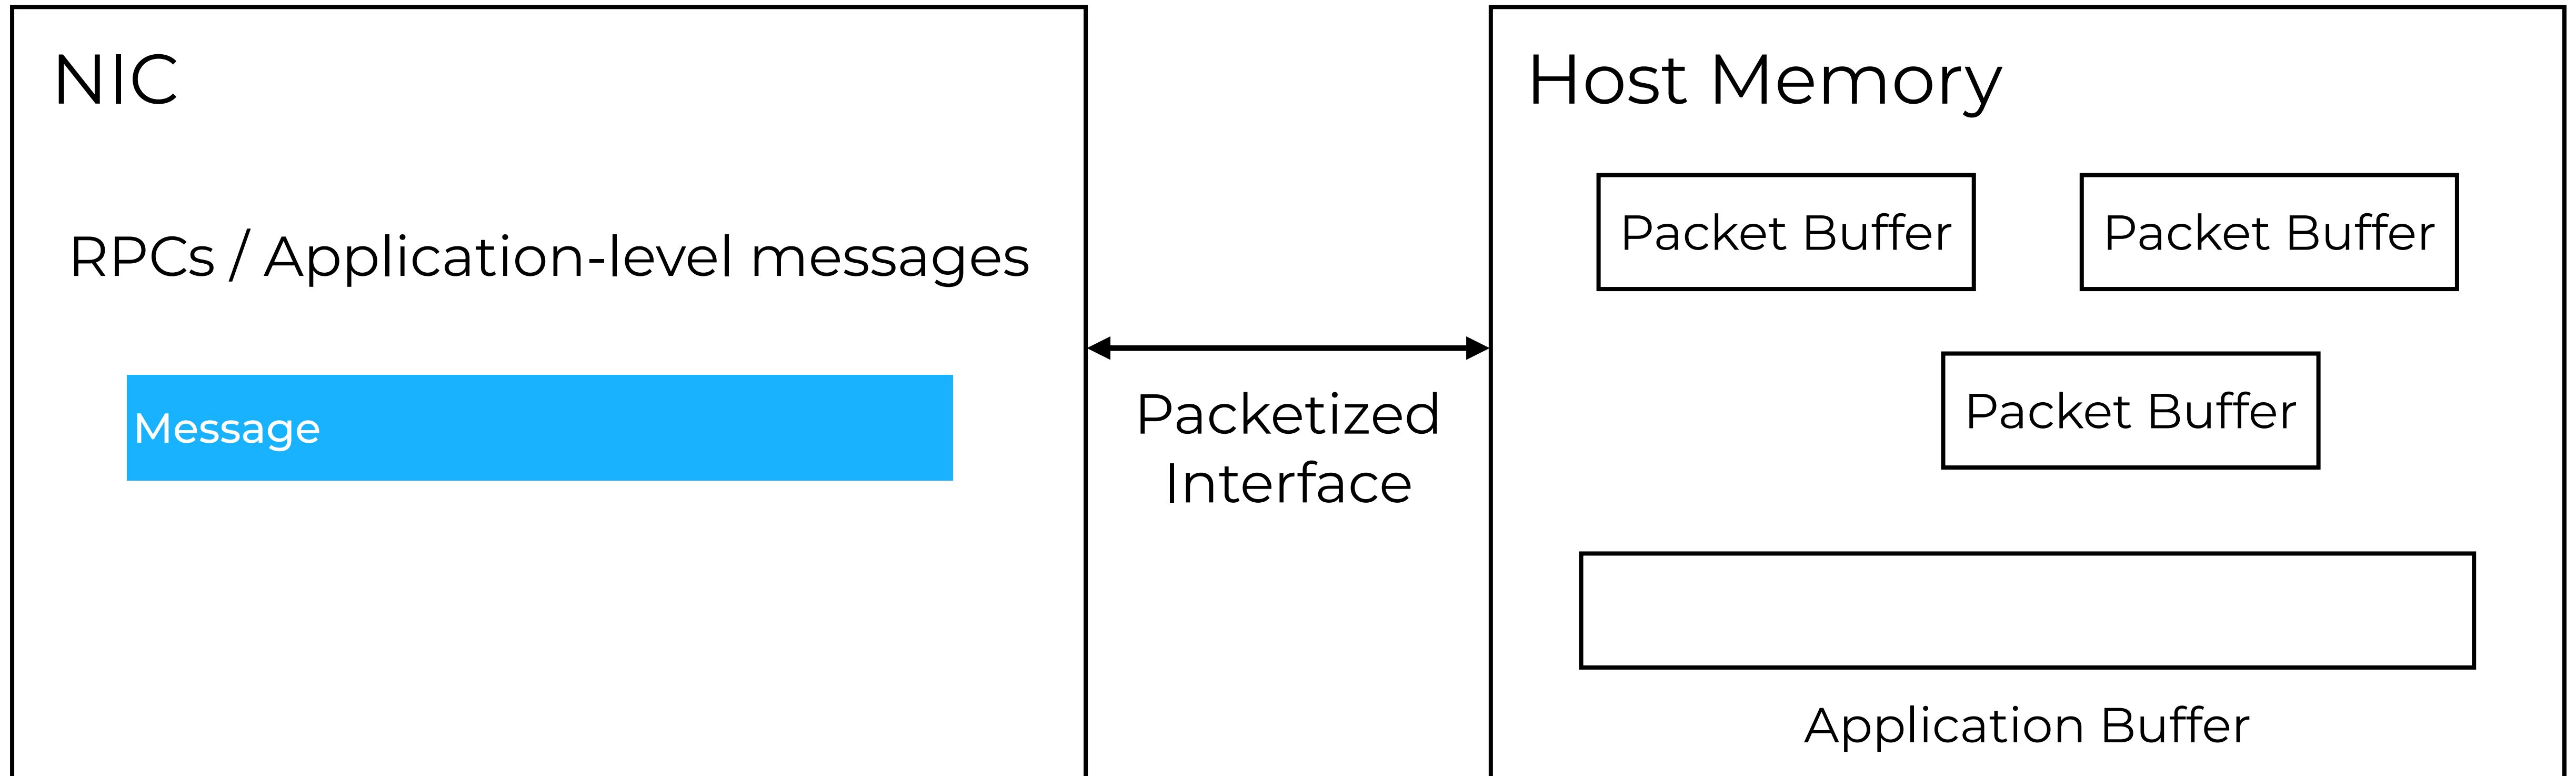 NIC
RPCs / Application-level messages
Message
Packetized
Interface
Host Memory
Packet Buffer
Packet Buffer
Packet Buffer
Application Buffer